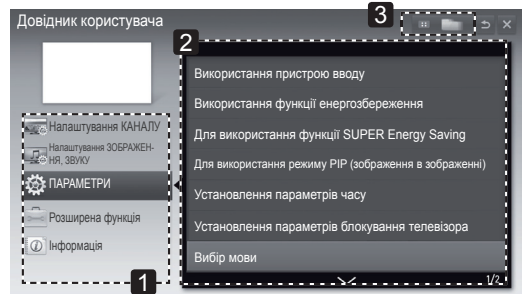 Довідник користувача
3
2
Налаштування КАНАЛУ
Налаштування ЗОБРАЖЕН-
НЯ, ЗВУКУ
ПАРАМЕТРИ
Розширена функція
Інформація
1
Використання пристрою вводу
Використання функції енергозбереження
Для використання функції SUPER Energy Saving
Для використання режиму PIP (зображення в зображенні)
Установлення параметрів часу
Установлення параметрів блокування телевізора
Вибір мови
1/2